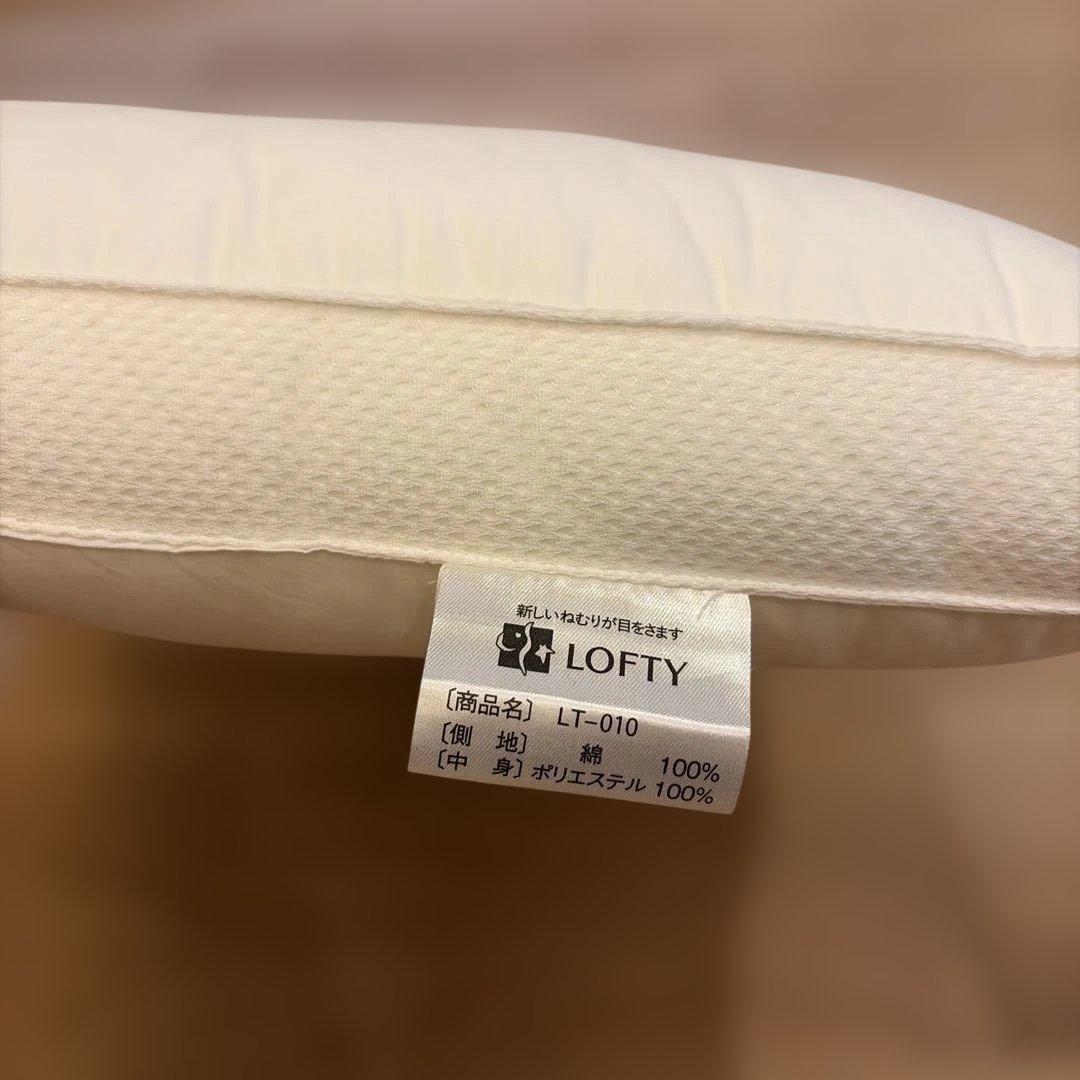 新しいねむりが目をさます
LOFTY
〔商品名〕 LT-010
〔側 地〕 綿 100%
〔中 身〕ポリエステル 100%